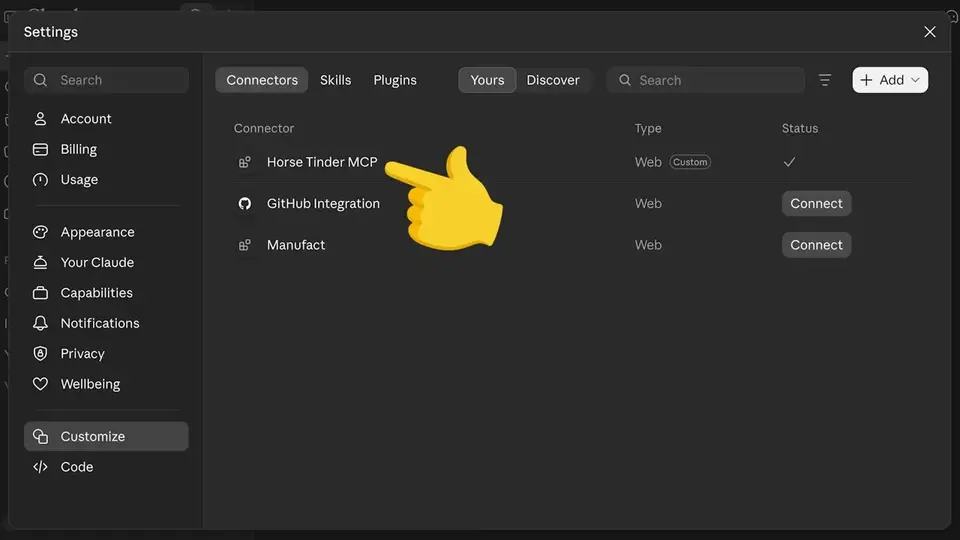 Settings
Search
Account
Billing
Usage
Appearance
Your Claude
Capabilities
Notifications
Privacy
Wellbeing
Customize
Code
Connectors Skills Plugins Yours Discover Search + Add
Connector Type Status
Horse Tinder MCP Web Custom
GitHub Integration Web Connect
Manufact Web Connect